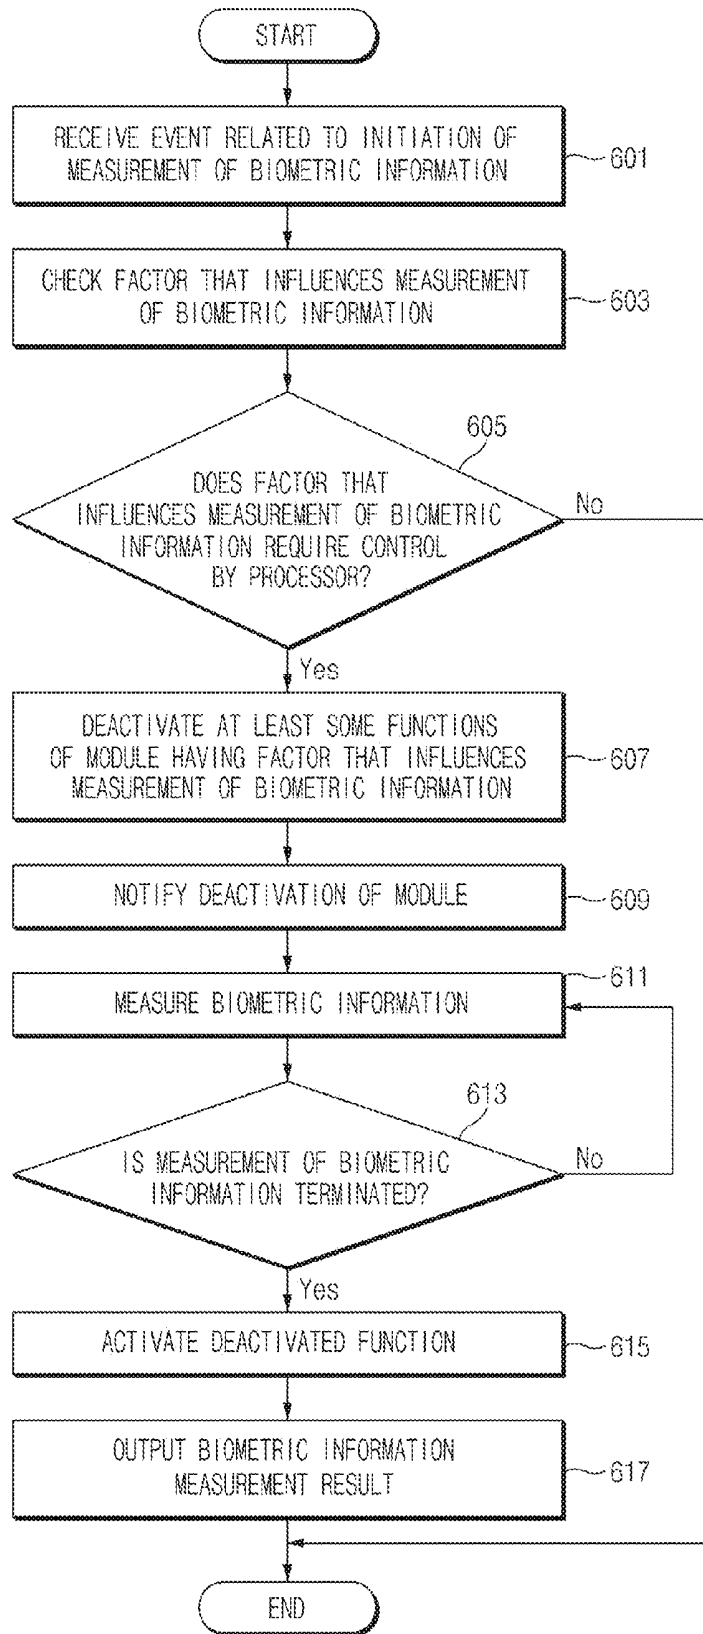 START
RECEIVE EVENT RELATED TO INITIATION OF
MEASUREMENT OF BIOMETRIC INFORMATION
601
CHECK FACTOR THAT INFLUENCES MEASUREMENT
OF BIOMETRIC INFORMATION
603
605
DOES FACTOR THAT
INFLUENCES MEASUREMENT OF BIOMETRIC
INFORMATION REQUIRE CONTROL
BY PROCESSOR?
No
Yes
DEACTIVATE AT LEAST SOME FUNCTIONS
OF MODULE HAVING FACTOR THAT INFLUENCES
MEASUREMENT OF BIOMETRIC INFORMATION
607
NOTIFY DEACTIVATION OF MODULE
609
611
MEASURE BIOMETRIC INFORMATION
613
IS MEASUREMENT OF BIOMETRIC
INFORMATION TERMINATED?
No
Yes
ACTIVATE DEACTIVATED FUNCTION
615
OUTPUT BIOMETRIC INFORMATION
MEASUREMENT RESULT
617
END